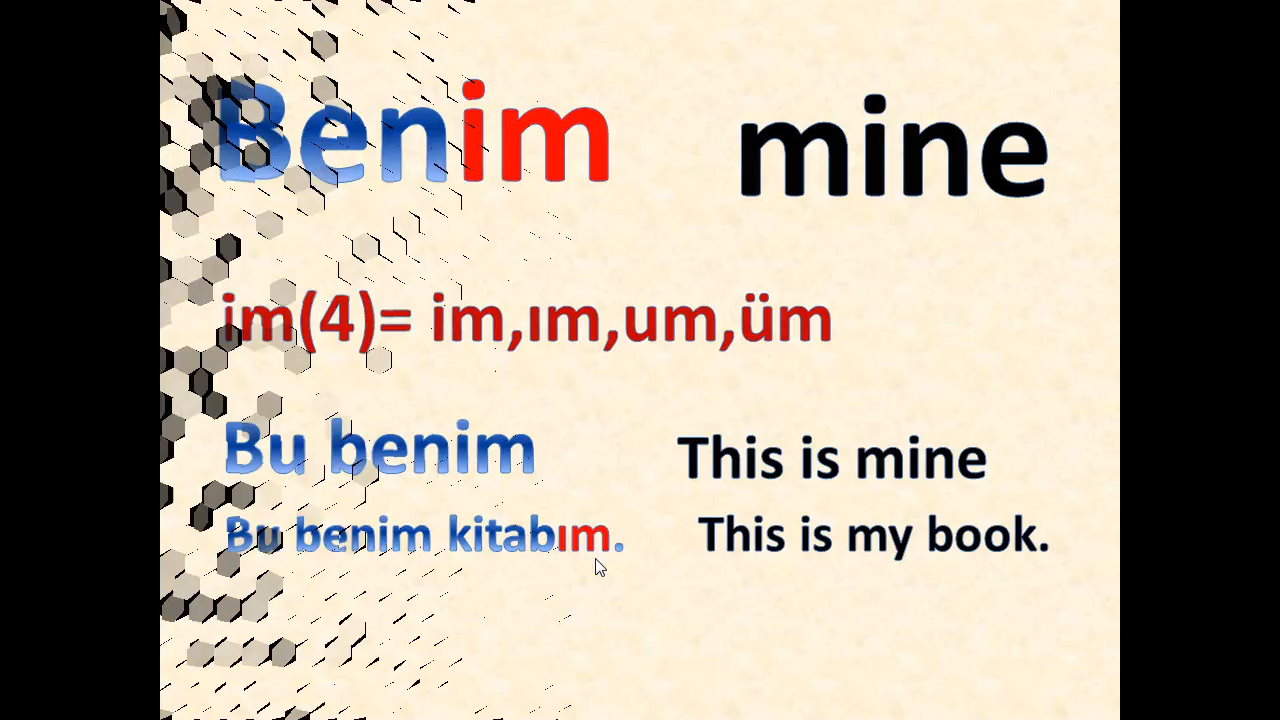 Benim mine
im(4)= im,ım,um,üm
Bu benim This is mine
Bu benim kitabım. This is my book.